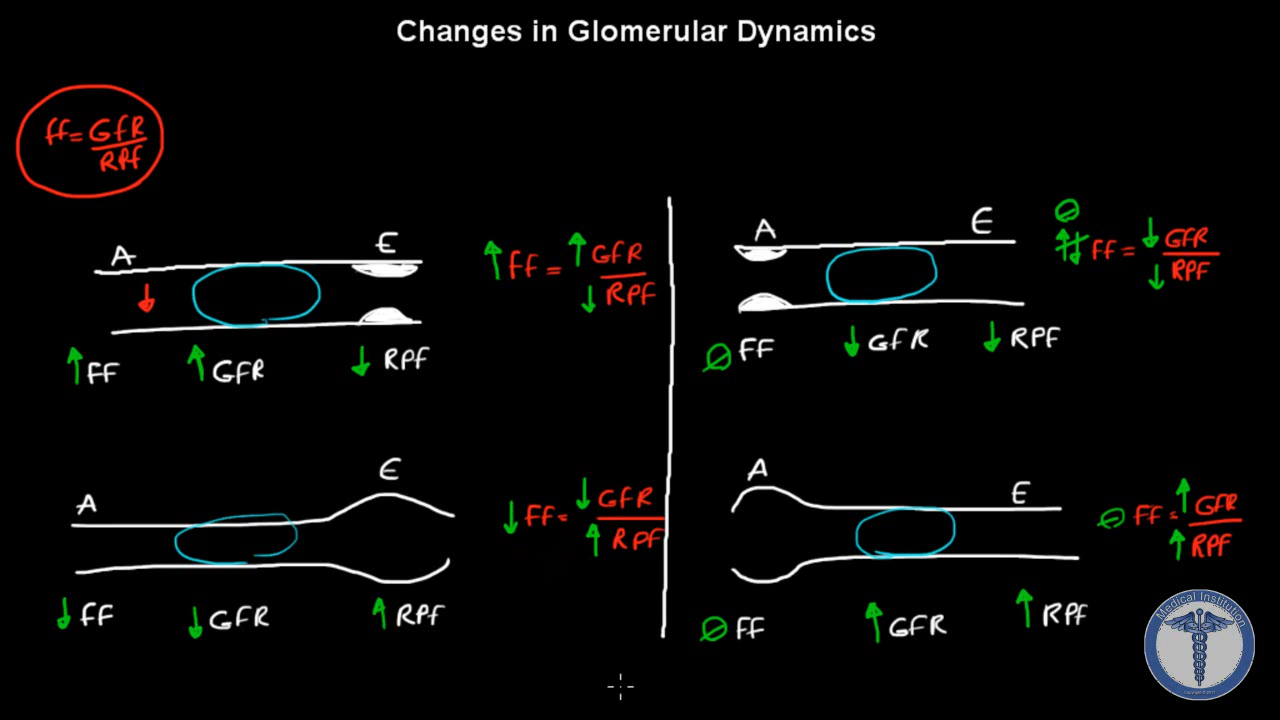 Changes in Glomerular Dynamics
ff = GfR
RPf
A
E
↑ FF = ↑ GfR
↓ RPf
↑ FF
↑ GFR
↓ RPf
A
E
FF = ↓ GFR
↓ RPF
∅ FF
↓ GFR
↓ RPF
A
E
↓ FF = ↓ GFR
↑ RPF
↓ FF
↓ GFR
↑ RPf
A
E
∅ FF = ↑ GfR
↑ RPF
∅ FF
↑ GFR
↑ RPf
Medical Institution